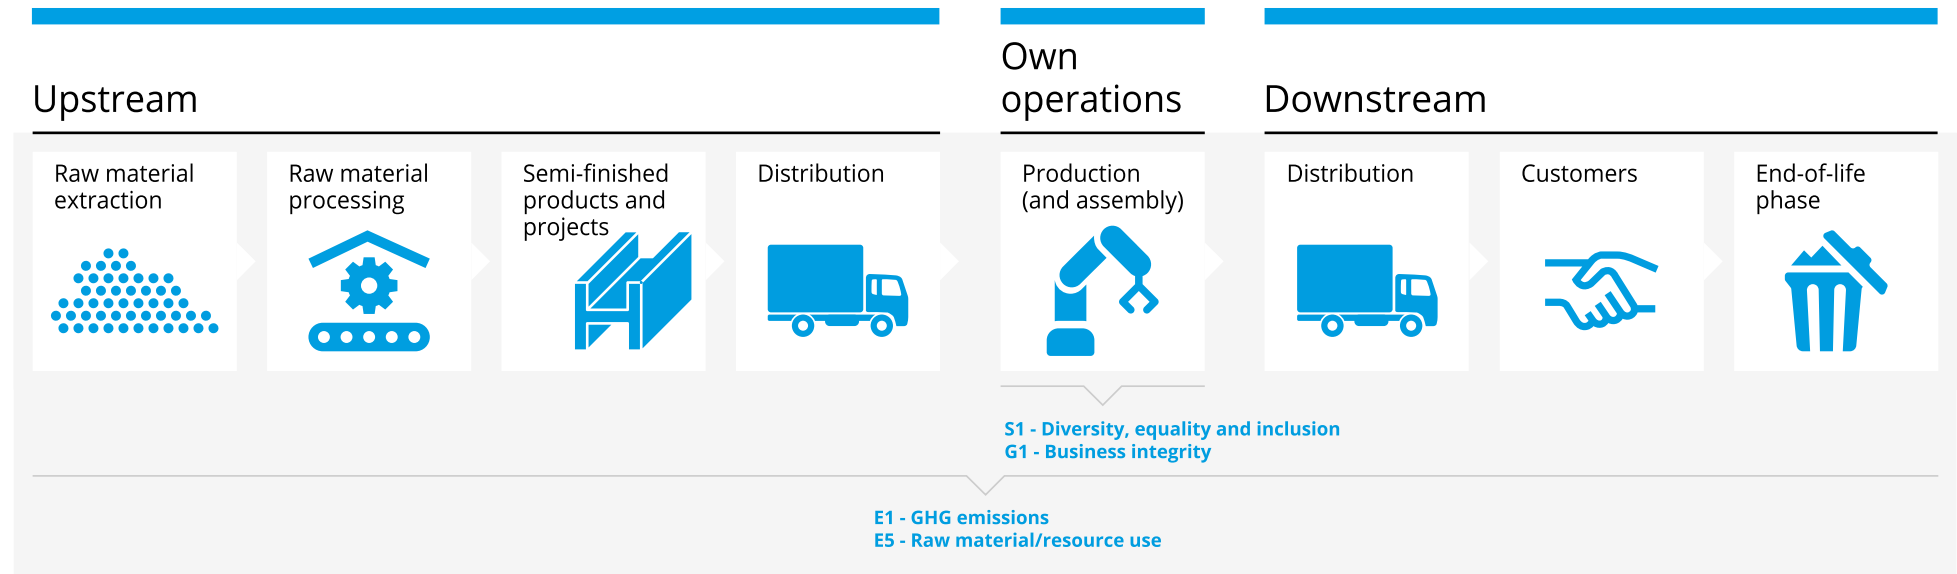 Upstream
Own
operations
Downstream
Raw material
extraction
Raw material
processing
Semi-finished
products and
projects
Distribution
Production
(and assembly)
Distribution
Customers
End-of-life
phase
S1 - Diversity, equality and inclusion
G1 - Business integrity
E1 - GHG emissions
E5 - Raw material/resource use